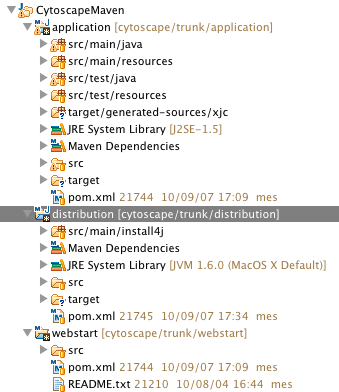 CytoscapeMaven
application [cytoscape/trunk/application]
src/main/java
src/main/resources
src/test/java
src/test/resources
target/generated-sources/xjc
JRE System Library [J2SE-1.5]
Maven Dependencies
src
target
pom.xml 21744 10/09/07 17:09 mes
distribution [cytoscape/trunk/distribution]
src/main/install4j
Maven Dependencies
JRE System Library [JVM 1.6.0 (MacOS X Default)]
src
target
pom.xml 21745 10/09/07 17:34 mes
webstart [cytoscape/trunk/webstart]
src
pom.xml 21744 10/09/07 17:09 mes
README.txt 21210 10/08/04 16:44 mes